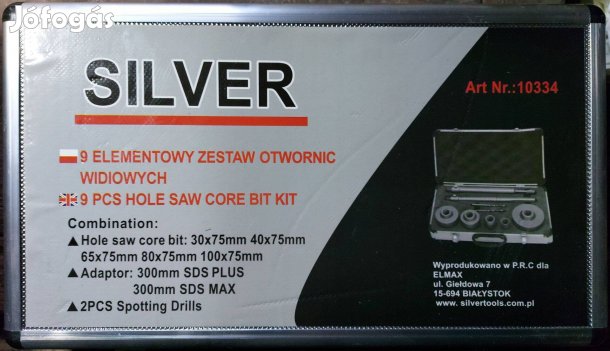 Jófogás
SILVER
Art Nr.:10334
9 ELEMENTOWY ZESTAW OTWORNIC
WIDIOWYCH
9 PCS HOLE SAW CORE BIT KIT
Combination:
▲Hole saw core bit: 30x75mm 40x75mm
65x75mm 80x75mm 100x75mm
▲Adaptor: 300mm SDS PLUS
300mm SDS MAX
▲2PCS Spotting Drills
Wyprodukowano w P.R.C dla
ELMAX
ul. Giełdowa 7
15-694 BIAŁYSTOK
www.silvertools.com.pl